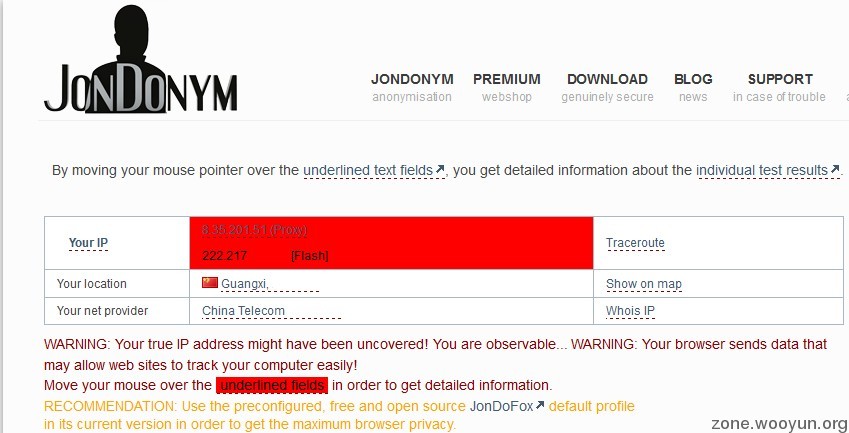 JONDONYM
JONDONYM PREMIUM DOWNLOAD BLOG SUPPORT
anonymisation webshop genuinely secure news in case of trouble
By moving your mouse pointer over the underlined text fields, you get detailed information about the individual test results.
Your IP
8.35.201.51 (Proxy)
222.217 [Flash]
Traceroute
Your location Guangxi, Show on map
Your net provider China Telecom Whois IP
WARNING: Your true IP address might have been uncovered! You are observable... WARNING: Your browser sends data that
may allow web sites to track your computer easily!
Move your mouse over the underlined fields in order to get detailed information.
RECOMMENDATION: Use the preconfigured, free and open source JonDoFox default profile
in its current version in order to get the maximum browser privacy.
zone.wooyun.org